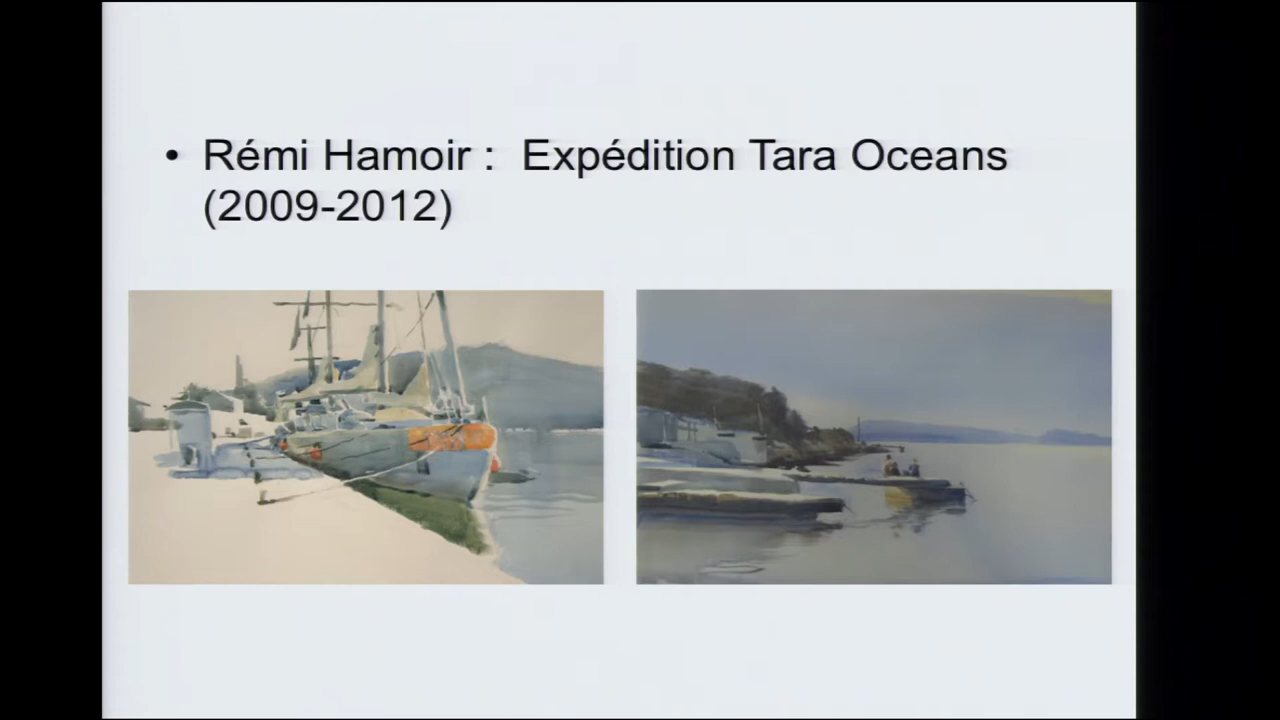 • Rémi Hamoir : Expédition Tara Oceans
(2009-2012)